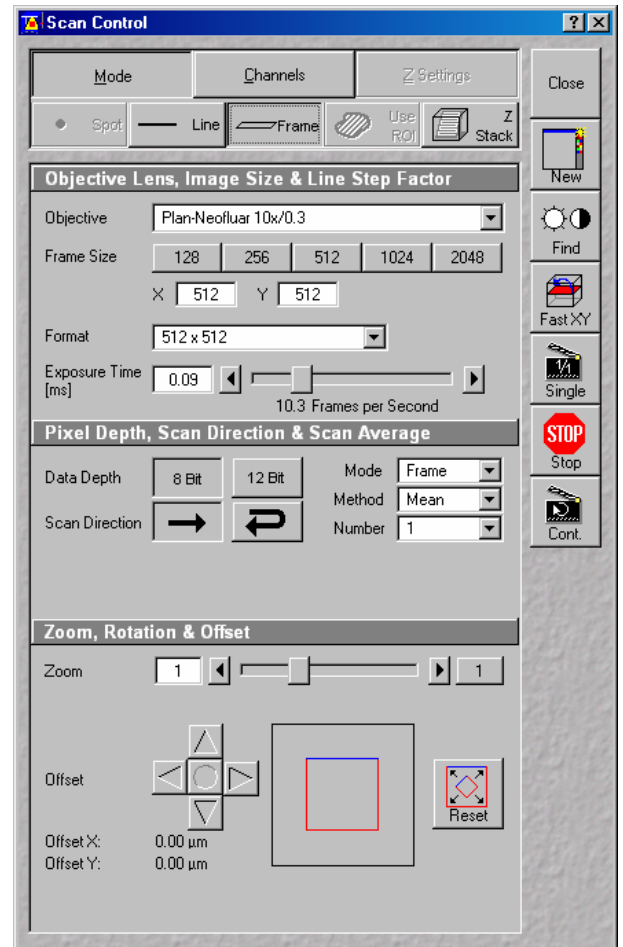 Scan Control
Mode
Channels
Z Settings
Close
Spot
Line
Frame
Use
ROI
Z
Stack
New
Objective Lens, Image Size & Line Step Factor
Objective
Plan-Neofluar 10x/0.3
Find
Frame Size
128
256
512
1024
2048
X
512
Y
512
Fast XY
Format
512 x 512
Exposure Time
[ms]
0.09
10.3 Frames per Second
1/1
Single
Pixel Depth, Scan Direction & Scan Average
STOP
Stop
Data Depth
8 Bit
12 Bit
Mode
Frame
Method
Mean
Scan Direction
Number
1
Cont.
Zoom, Rotation & Offset
Zoom
1
1
Offset
Reset
Offset X:
0.00 µm
Offset Y:
0.00 µm